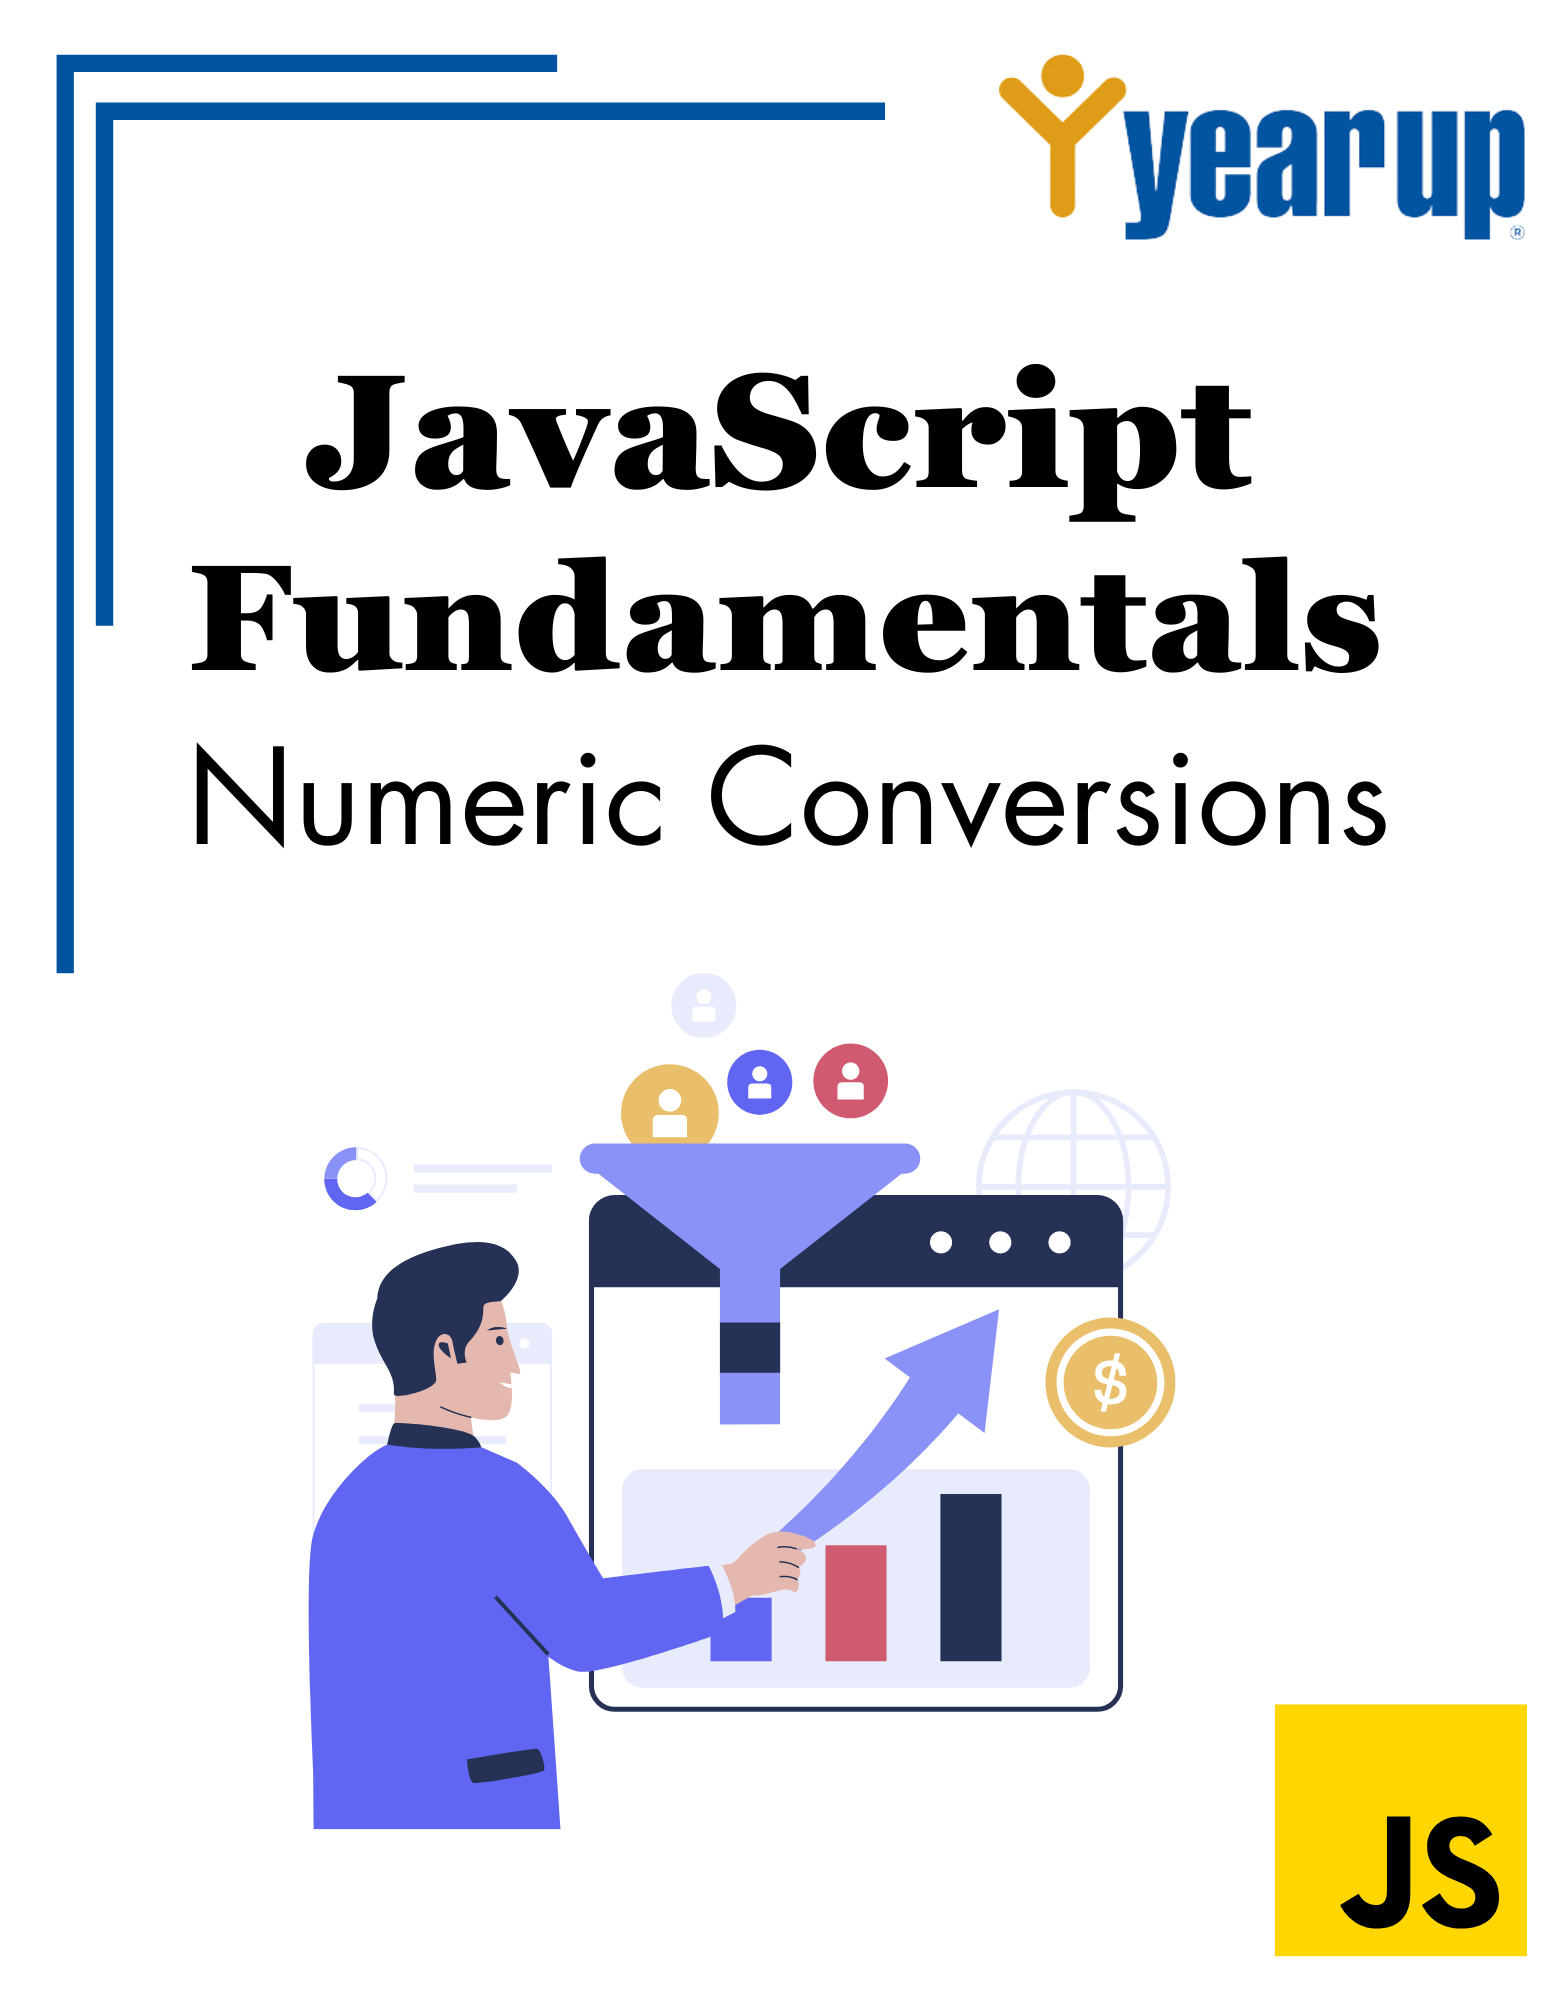 yearup
®
JavaScript
Fundamentals
Numeric Conversions
$
JS